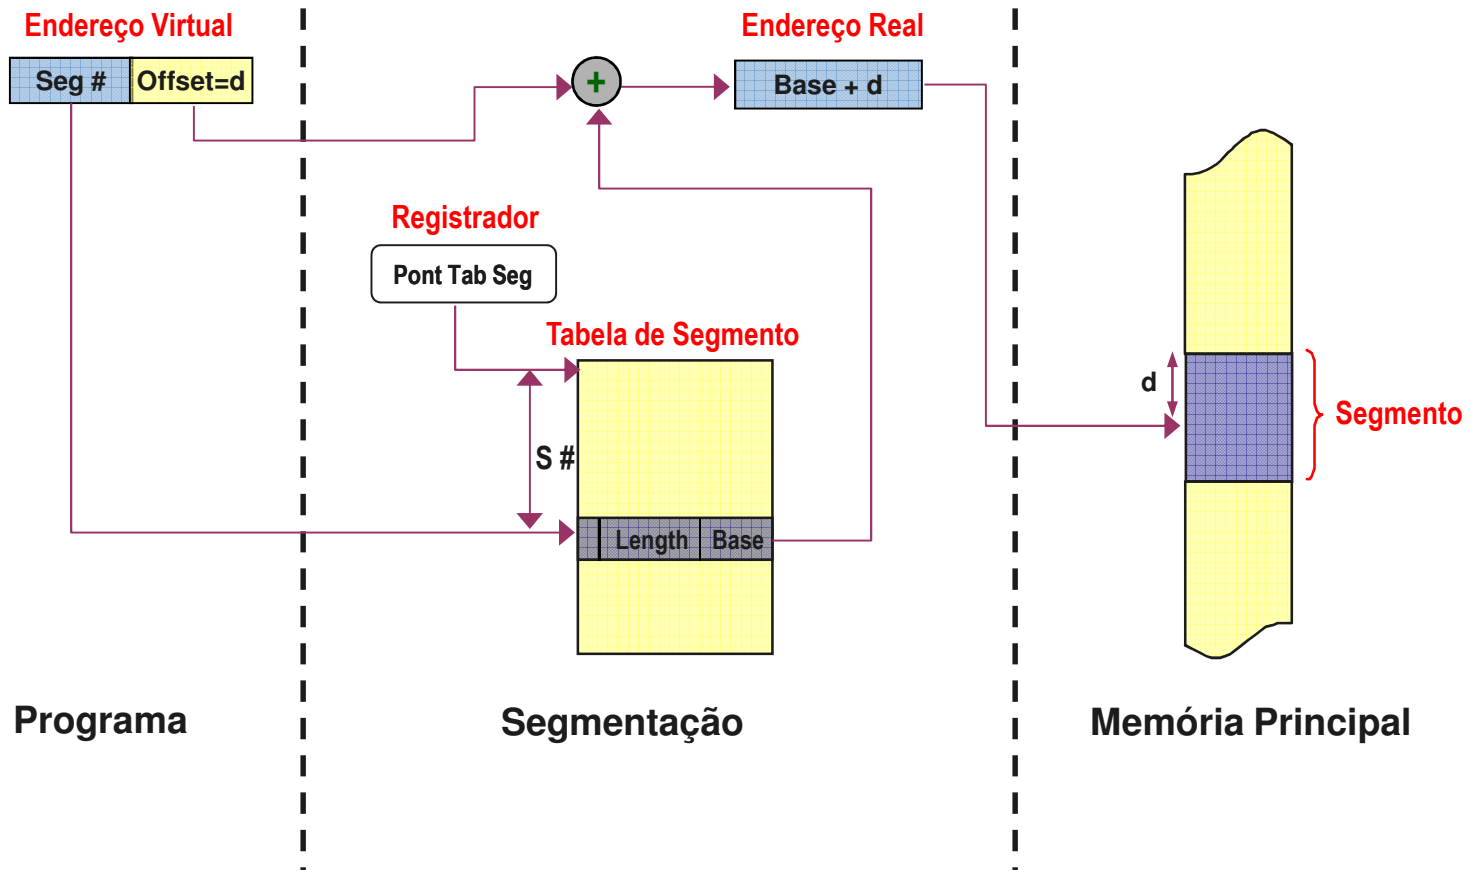 Endereço Virtual
Endereço Real
Seg #
Offset=d
+
Base + d
Registrador
Pont Tab Seg
Tabela de Segmento
d
Segmento
S #
Length
Base
Programa
Segmentação
Memória Principal